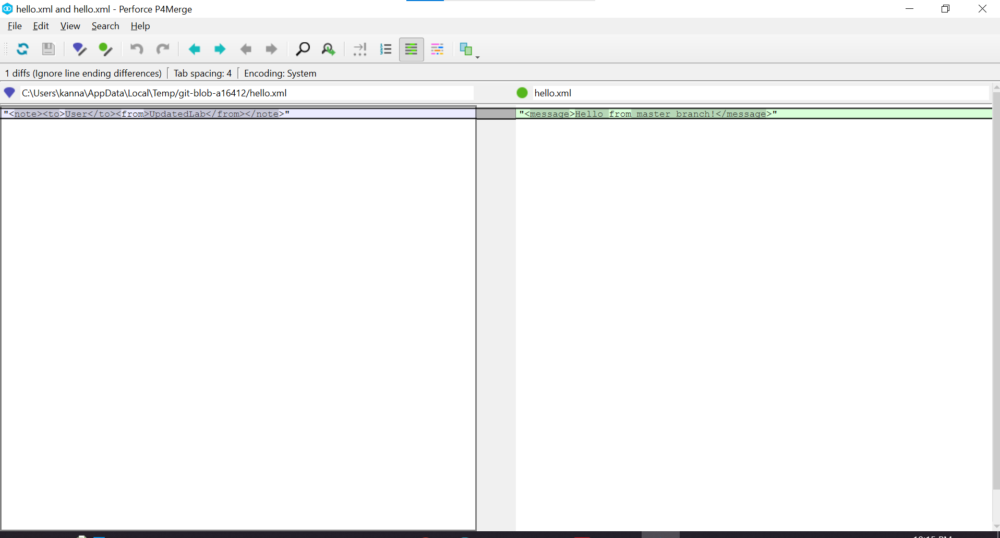 hello.xml and hello.xml - Perforce P4Merge
File Edit View Search Help
1 diffs (Ignore line ending differences) Tab spacing: 4 Encoding: System
C:\Users\kanna\AppData\Local\Temp/git-blob-a16412/hello.xml
hello.xml
"<note><to>User</to><from>UpdatedLab</from></note>"
"<message>Hello from master branch!</message>"